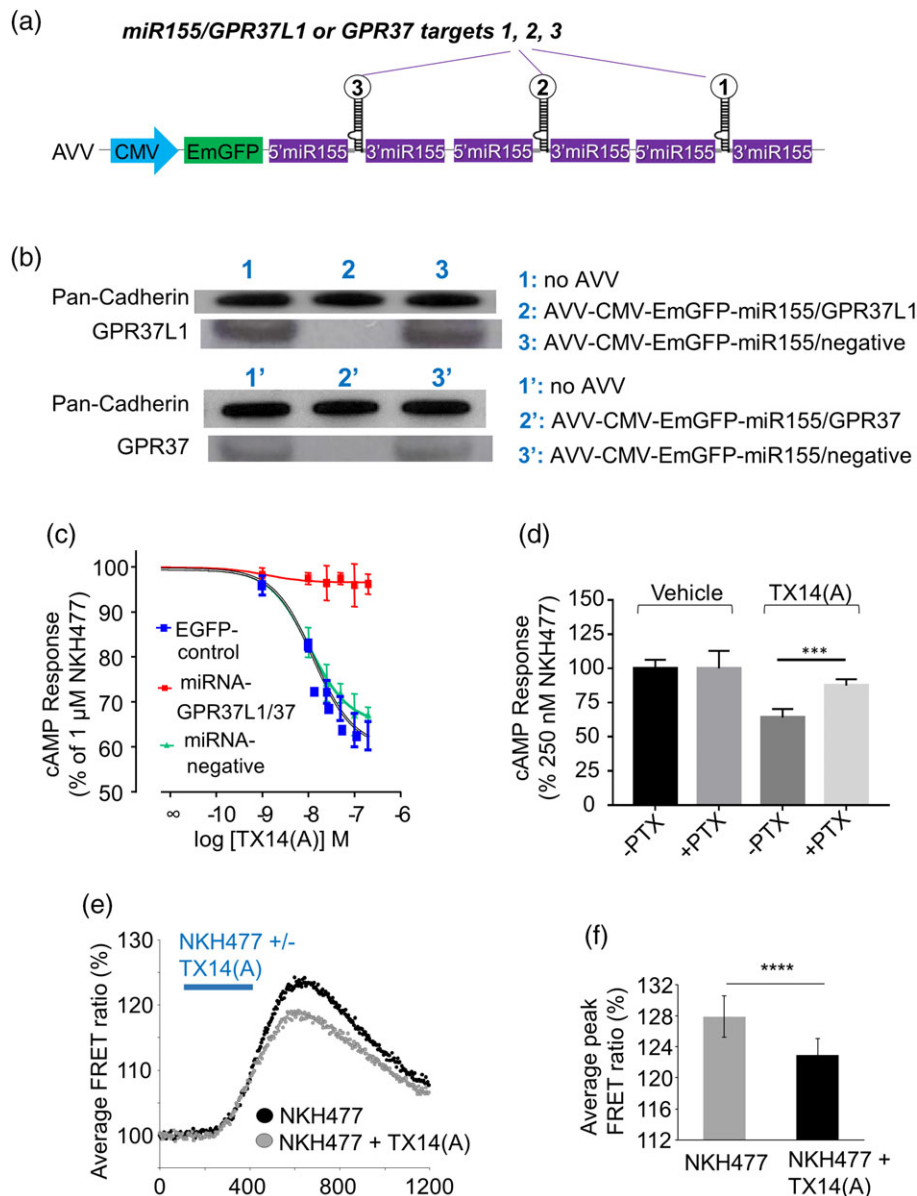 (a)
miR155/GPR37L1 or GPR37 targets 1, 2, 3
3
2
1
AVV
CMV
EmGFP
5'miR155
3'miR155
5'miR155
3'miR155
5'miR155
3'miR155
(b)
1 2 3
Pan-Cadherin
GPR37L1
1' 2' 3'
Pan-Cadherin
GPR37
1: no AVV
2: AVV-CMV-EmGFP-miR155/GPR37L1
3: AVV-CMV-EmGFP-miR155/negative
1': no AVV
2': AVV-CMV-EmGFP-miR155/GPR37
3': AVV-CMV-EmGFP-miR155/negative
(c)
cAMP Response
(% of 1 µM NKH477)
100
90
80
70
60
50
EGFP-
control
miRNA-
GPR37L1/37
miRNA-
negative
∞ -10 -9 -8 -7 -6
log [TX14(A)] M
(d)
cAMP Response
(% 250 nM NKH477)
125
100
75
50
25
0
Vehicle
TX14(A)
***
-PTX
+PTX
-PTX
+PTX
(e)
Average FRET ratio (%)
130
120
110
100
NKH477 +/-
TX14(A)
NKH477
NKH477 + TX14(A)
0 400 800 1200
(f)
Average peak
FRET ratio (%)
132
128
124
120
116
112
****
NKH477
NKH477 +
TX14(A)